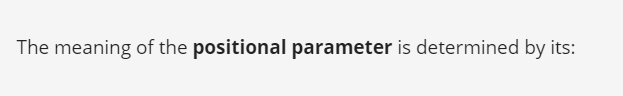 The meaning of the positional parameter is determined by its: